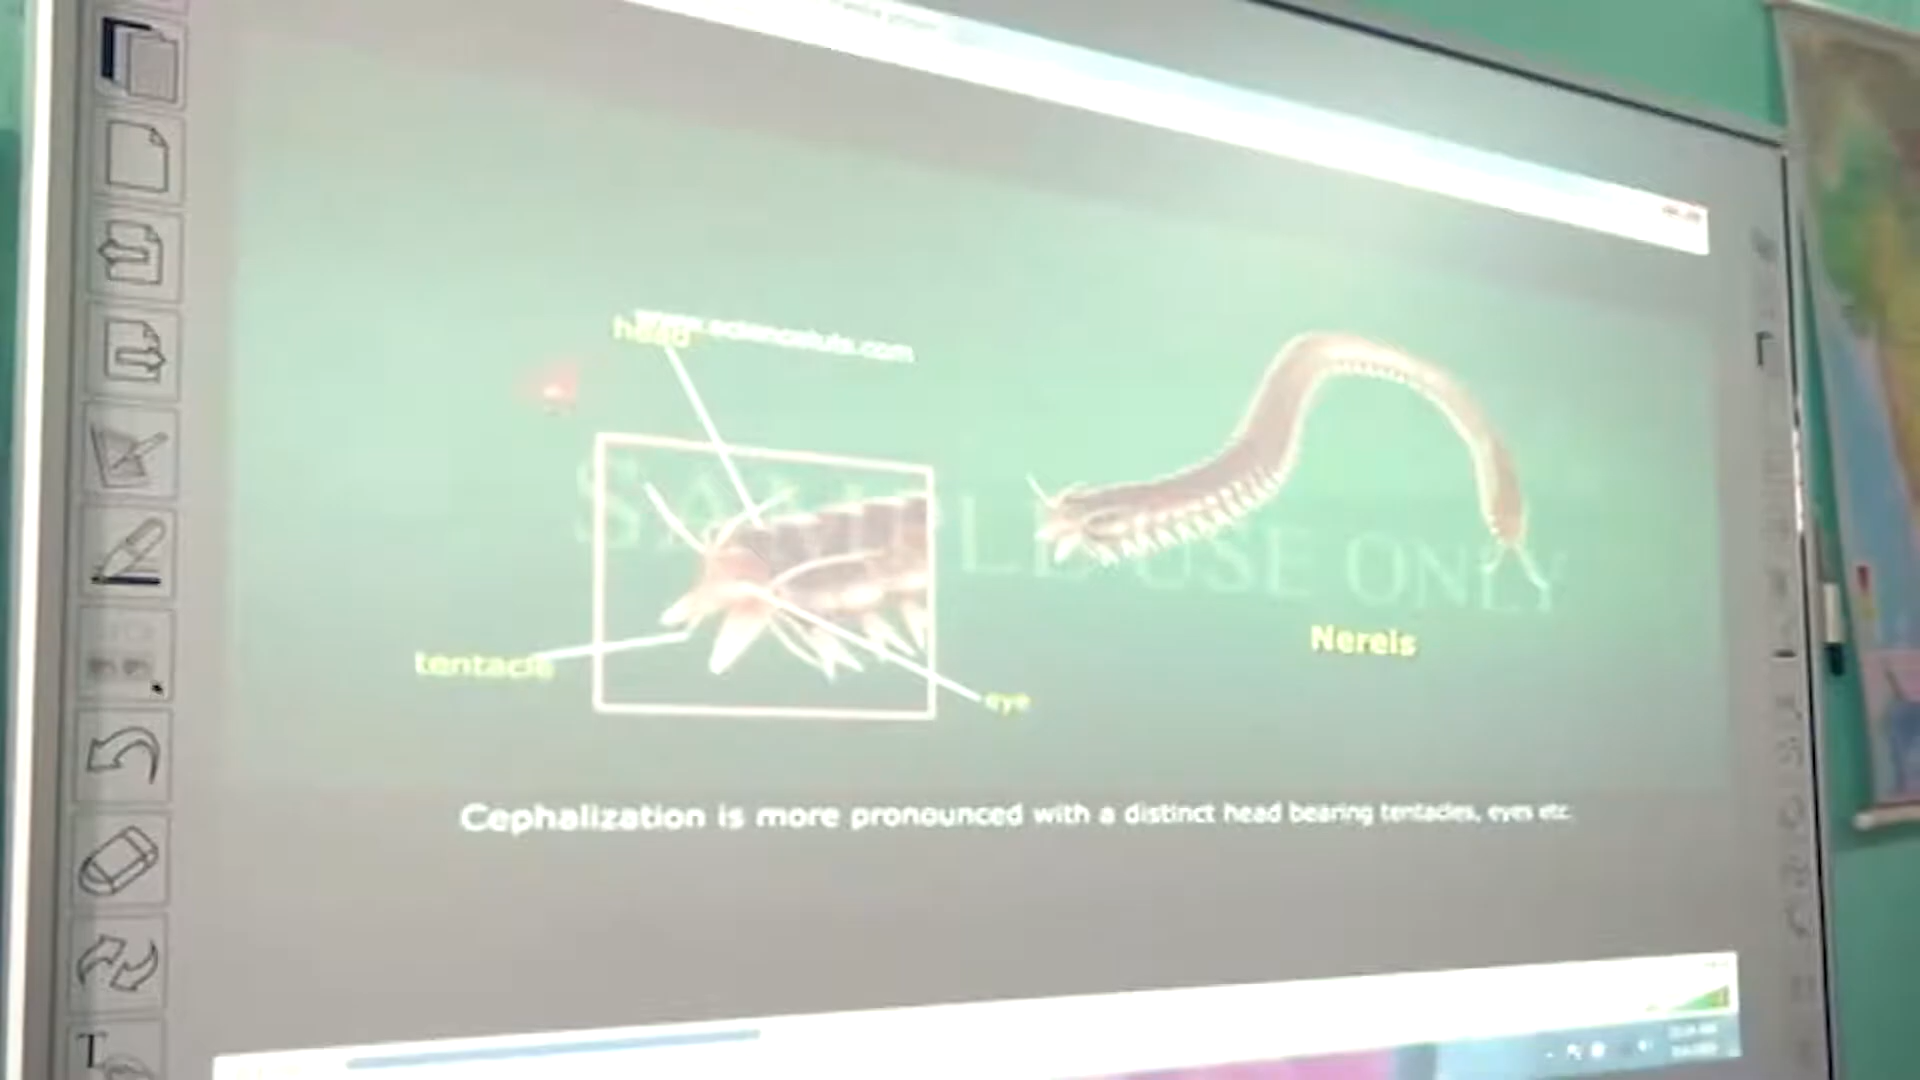 head
www.sciencetuts.com
SAMPLE USE ONLY
tentacle
eye
Nereis
Cephalization is more pronounced with a distinct head bearing tentacles, eyes etc.
T